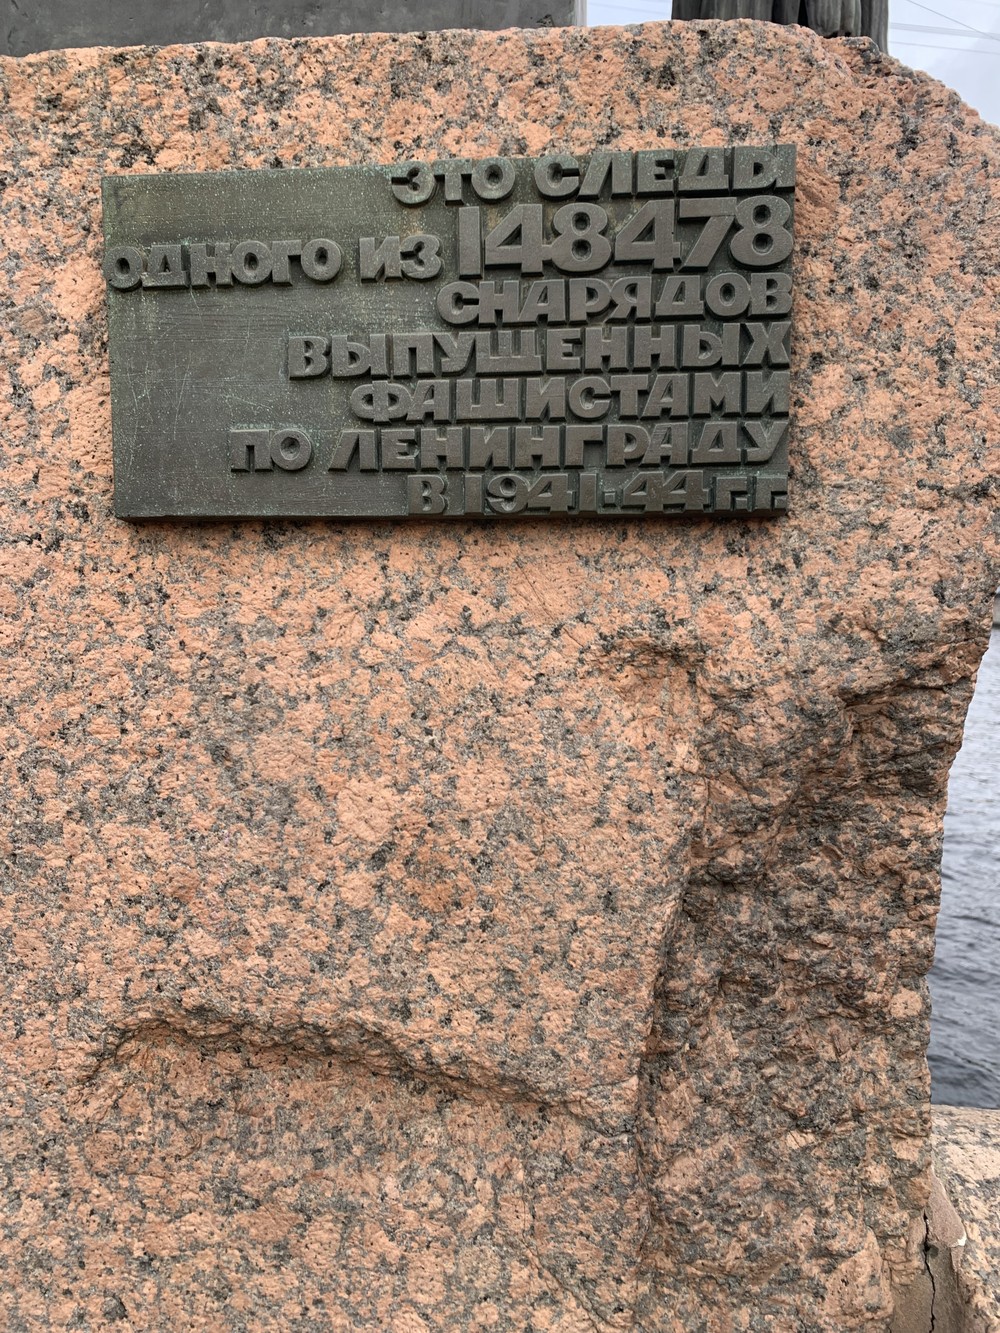 ЭТО СЛЕДЫ
ОДНОГО ИЗ 148478
СНАРЯДОВ
ВЫПУЩЕННЫХ
ФАШИСТАМИ
ПО ЛЕНИНГРАДУ
В 1941-44 г.г.